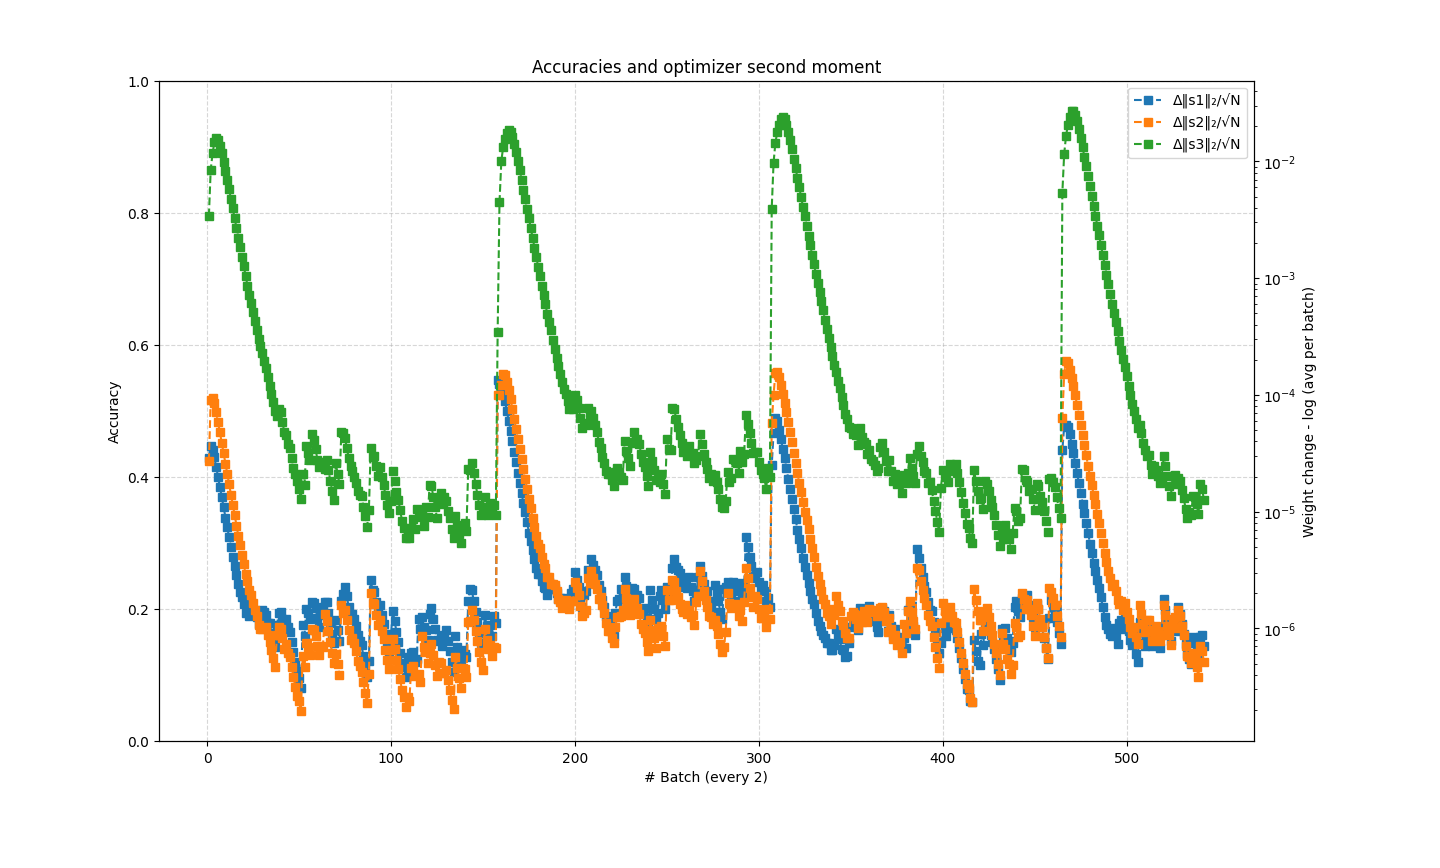 Accuracies and optimizer second moment
Δ‖s1‖₂/√N
Δ‖s2‖₂/√N
Δ‖s3‖₂/√N
1.0
0.8
0.6
0.4
0.2
0.0
Accuracy
10⁻²
10⁻³
10⁻⁴
10⁻⁵
10⁻⁶
Weight change - log (avg per batch)
0 100 200 300 400 500
# Batch (every 2)